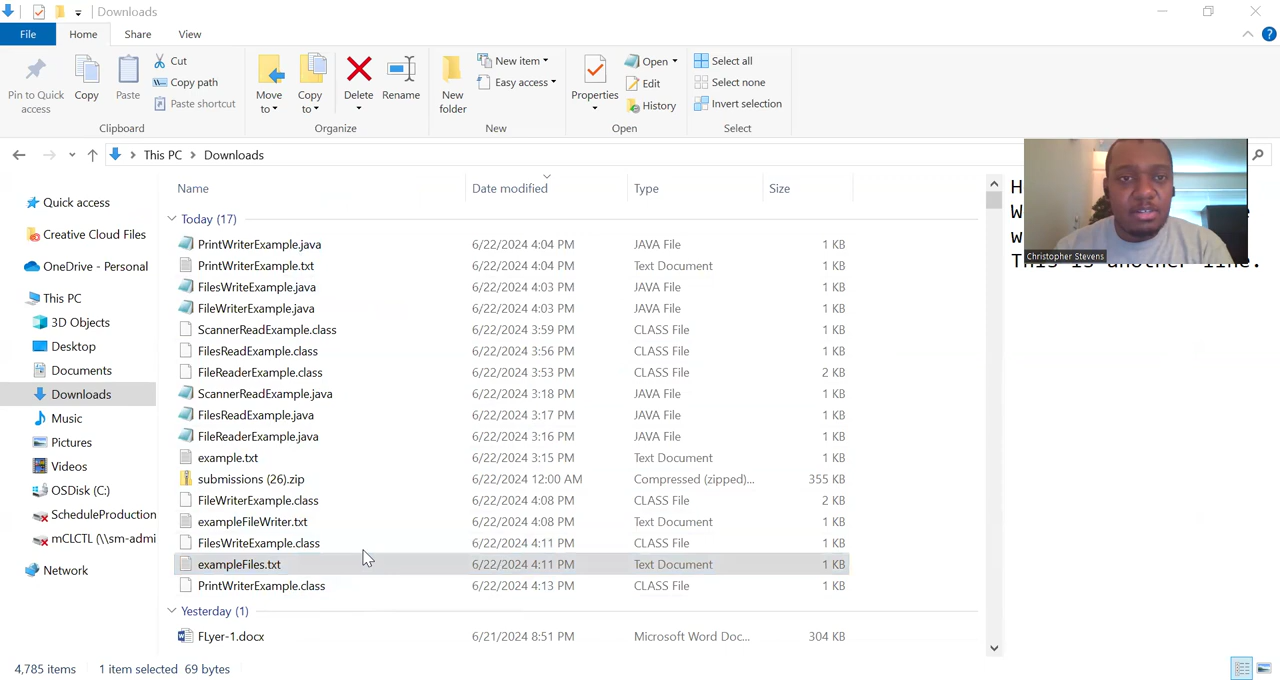 Downloads
File Home Share View
Pin to Quick access
Copy
Paste
Cut
Copy path
Paste shortcut
Clipboard
Move to
Copy to
Delete
Rename
Organize
New folder
New item
Easy access
New
Properties
Open
Edit
History
Open
Select all
Select none
Invert selection
Select
This PC > Downloads
Quick access
Creative Cloud Files
OneDrive - Personal
This PC
3D Objects
Desktop
Documents
Downloads
Music
Pictures
Videos
OSDisk (C:)
ScheduleProduction
mCLCTL (\\sm-admi
Network
Name Date modified Type Size
Today (17)
PrintWriterExample.java 6/22/2024 4:04 PM JAVA File 1 KB
PrintWriterExample.txt 6/22/2024 4:04 PM Text Document 1 KB
FilesWriteExample.java 6/22/2024 4:03 PM JAVA File 1 KB
FileWriterExample.java 6/22/2024 4:03 PM JAVA File 1 KB
ScannerReadExample.class 6/22/2024 3:59 PM CLASS File 1 KB
FilesReadExample.class 6/22/2024 3:56 PM CLASS File 1 KB
FileReaderExample.class 6/22/2024 3:53 PM CLASS File 2 KB
ScannerReadExample.java 6/22/2024 3:18 PM JAVA File 1 KB
FilesReadExample.java 6/22/2024 3:17 PM JAVA File 1 KB
FileReaderExample.java 6/22/2024 3:16 PM JAVA File 1 KB
example.txt 6/22/2024 3:15 PM Text Document 1 KB
submissions (26).zip 6/22/2024 12:00 AM Compressed (zipped)... 355 KB
FileWriterExample.class 6/22/2024 4:08 PM CLASS File 2 KB
exampleFileWriter.txt 6/22/2024 4:08 PM Text Document 1 KB
FilesWriteExample.class 6/22/2024 4:11 PM CLASS File 1 KB
exampleFiles.txt 6/22/2024 4:11 PM Text Document 1 KB
PrintWriterExample.class 6/22/2024 4:13 PM CLASS File 1 KB
Yesterday (1)
FLyer-1.docx 6/21/2024 8:51 PM Microsoft Word Doc... 304 KB
Christopher Stevens
This is another line.
4,785 items 1 item selected 69 bytes